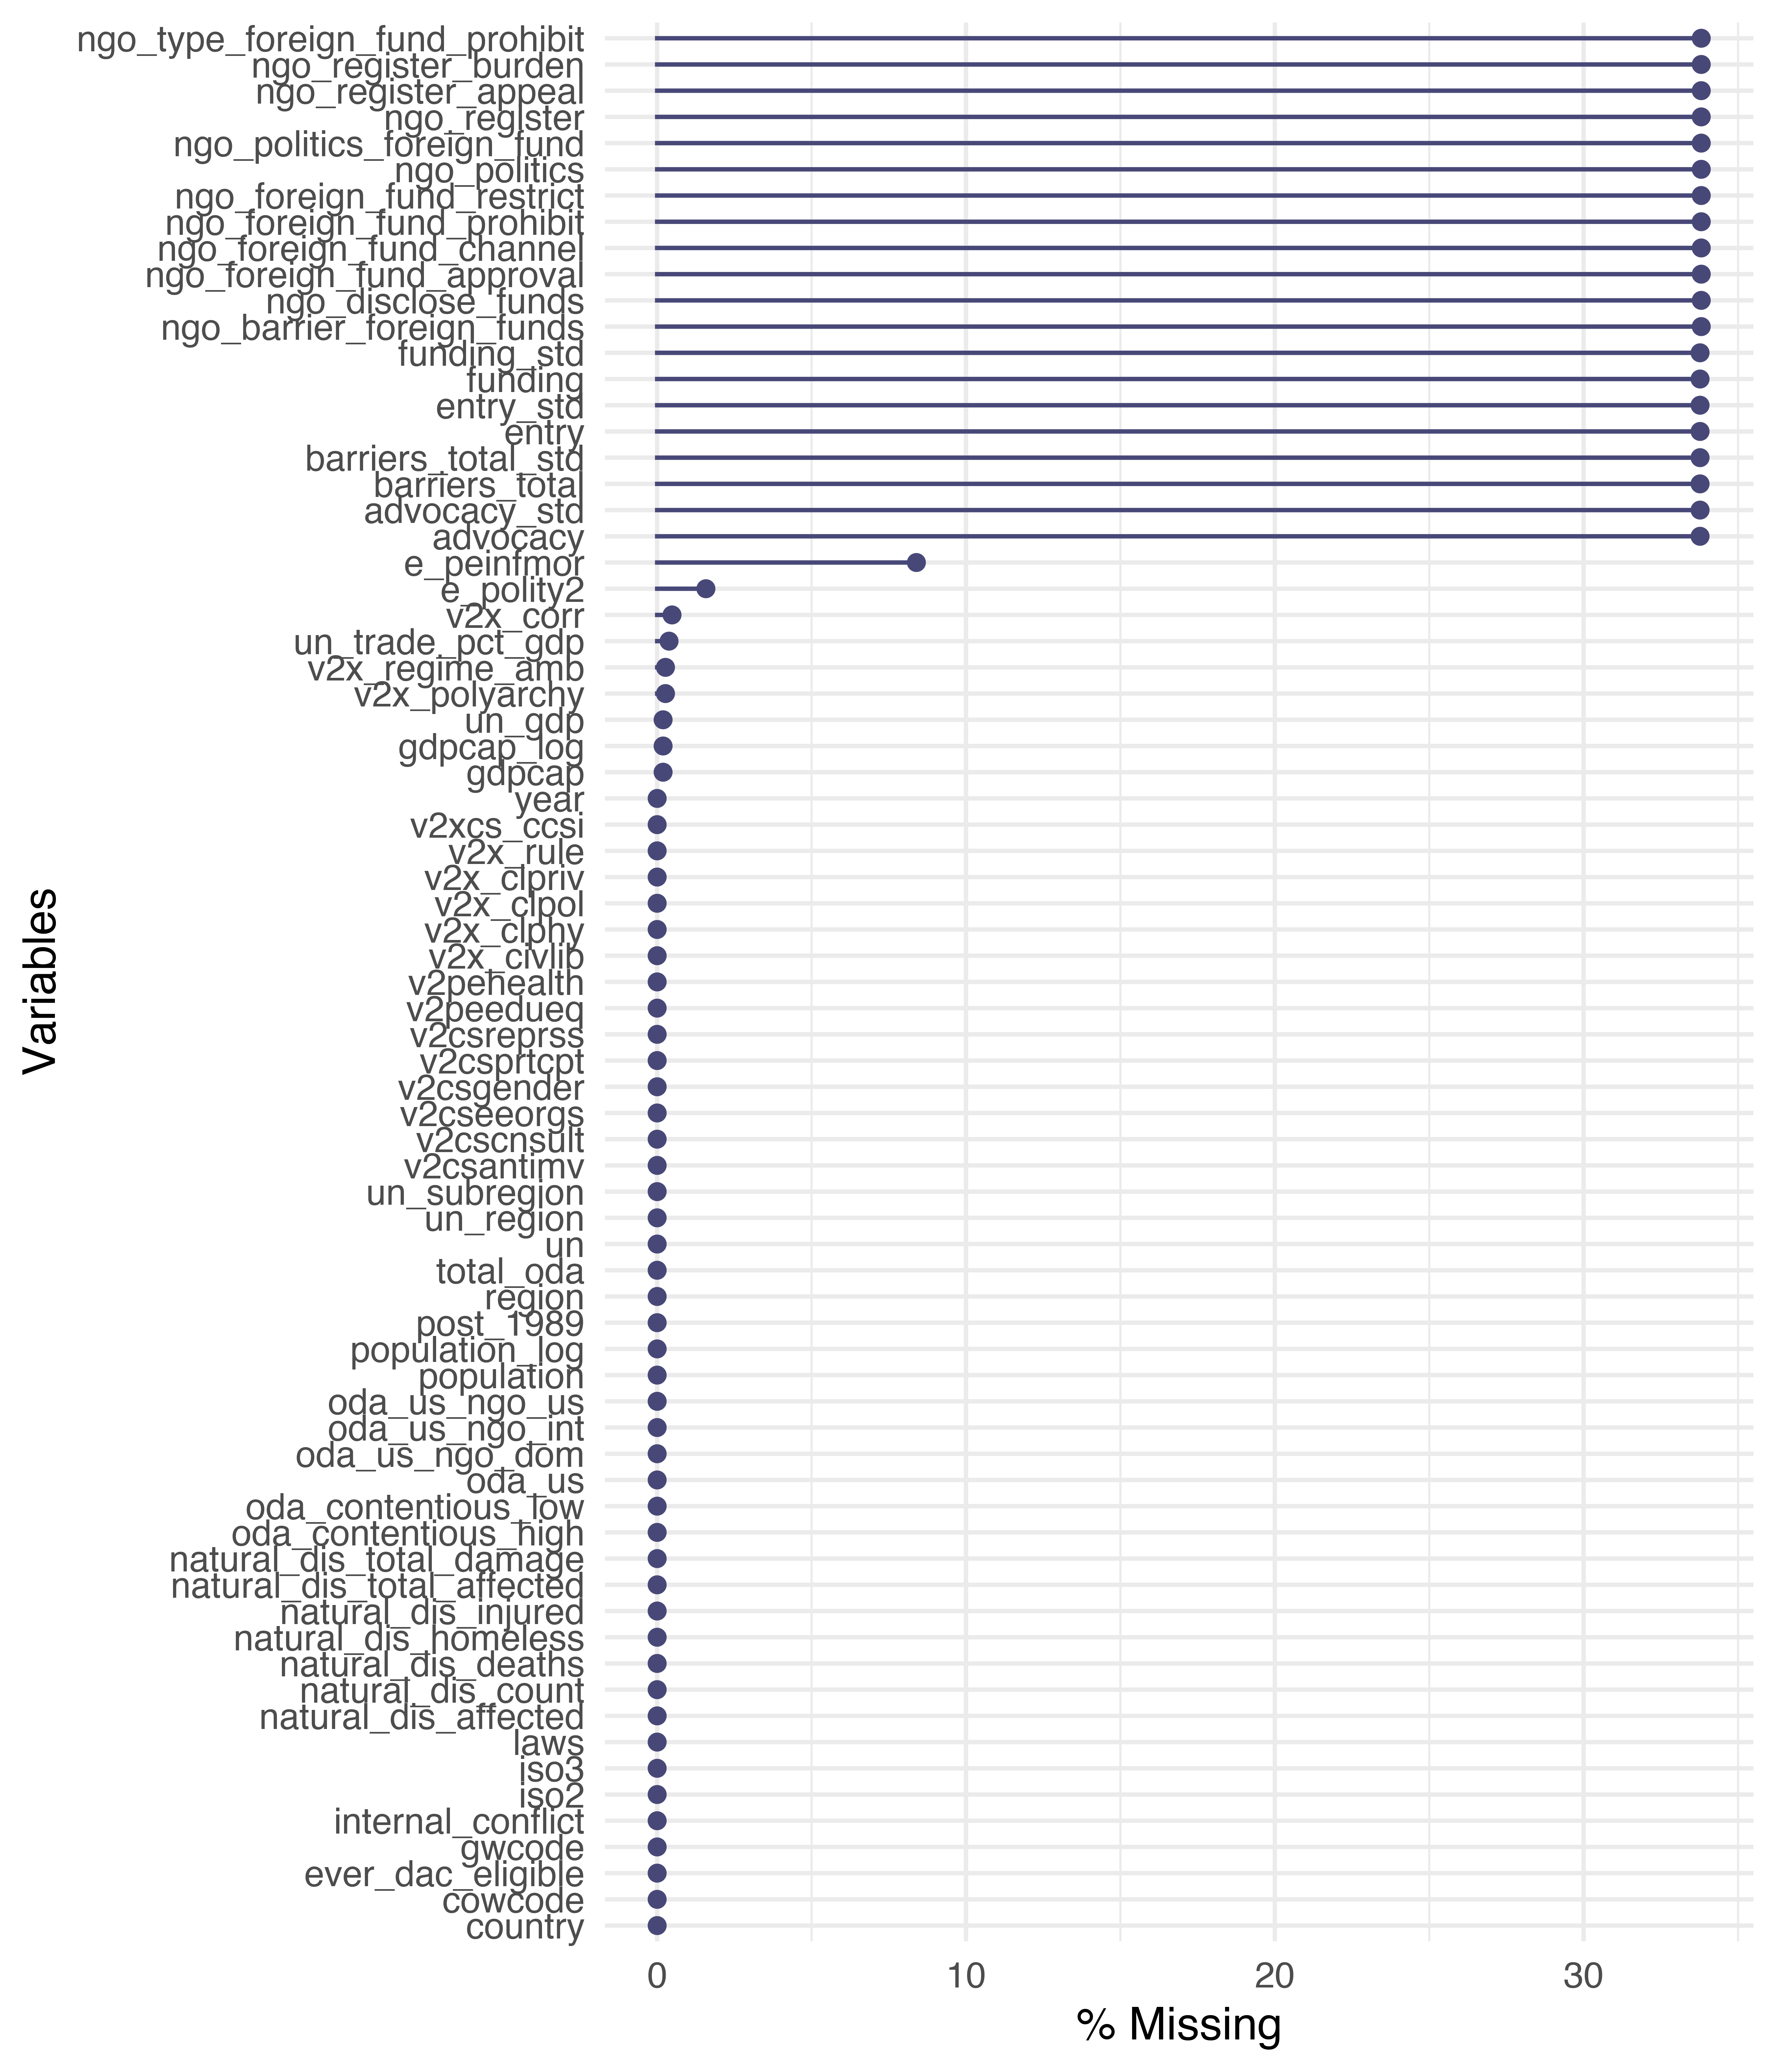 ngo_type_foreign_fund_prohibit
ngo_register_burden
ngo_register_appeal
ngo_register
ngo_politics_foreign_fund
ngo_politics
ngo_foreign_fund_restrict
ngo_foreign_fund_prohibit
ngo_foreign_fund_channel
ngo_foreign_fund_approval
ngo_disclose_funds
ngo_barrier_foreign_funds
funding_std
funding
entry_std
entry
barriers_total_std
barriers_total
advocacy_std
advocacy
e_peinfmor
e_polity2
v2x_corr
un_trade_pct_gdp
v2x_regime_amb
v2x_polyarchy
un_gdp
gdpcap_log
gdpcap
year
v2xcs_ccsi
v2x_rule
v2x_clpriv
v2x_clpol
v2x_clphy
v2x_civlib
v2pehealth
v2peedueq
v2csreprss
v2csprtcpt
v2csgender
v2cseeorgs
v2cscnsult
v2csantimv
un_subregion
un_region
un
total_oda
region
post_1989
population_log
population
oda_us_ngo_us
oda_us_ngo_int
oda_us_ngo_dom
oda_us
oda_contentious_low
oda_contentious_high
natural_dis_total_damage
natural_dis_total_affected
natural_dis_injured
natural_dis_homeless
natural_dis_deaths
natural_dis_count
natural_dis_affected
laws
iso3
iso2
internal_conflict
gwcode
ever_dac_eligible
cowcode
country
Variables
0 10 20 30
% Missing